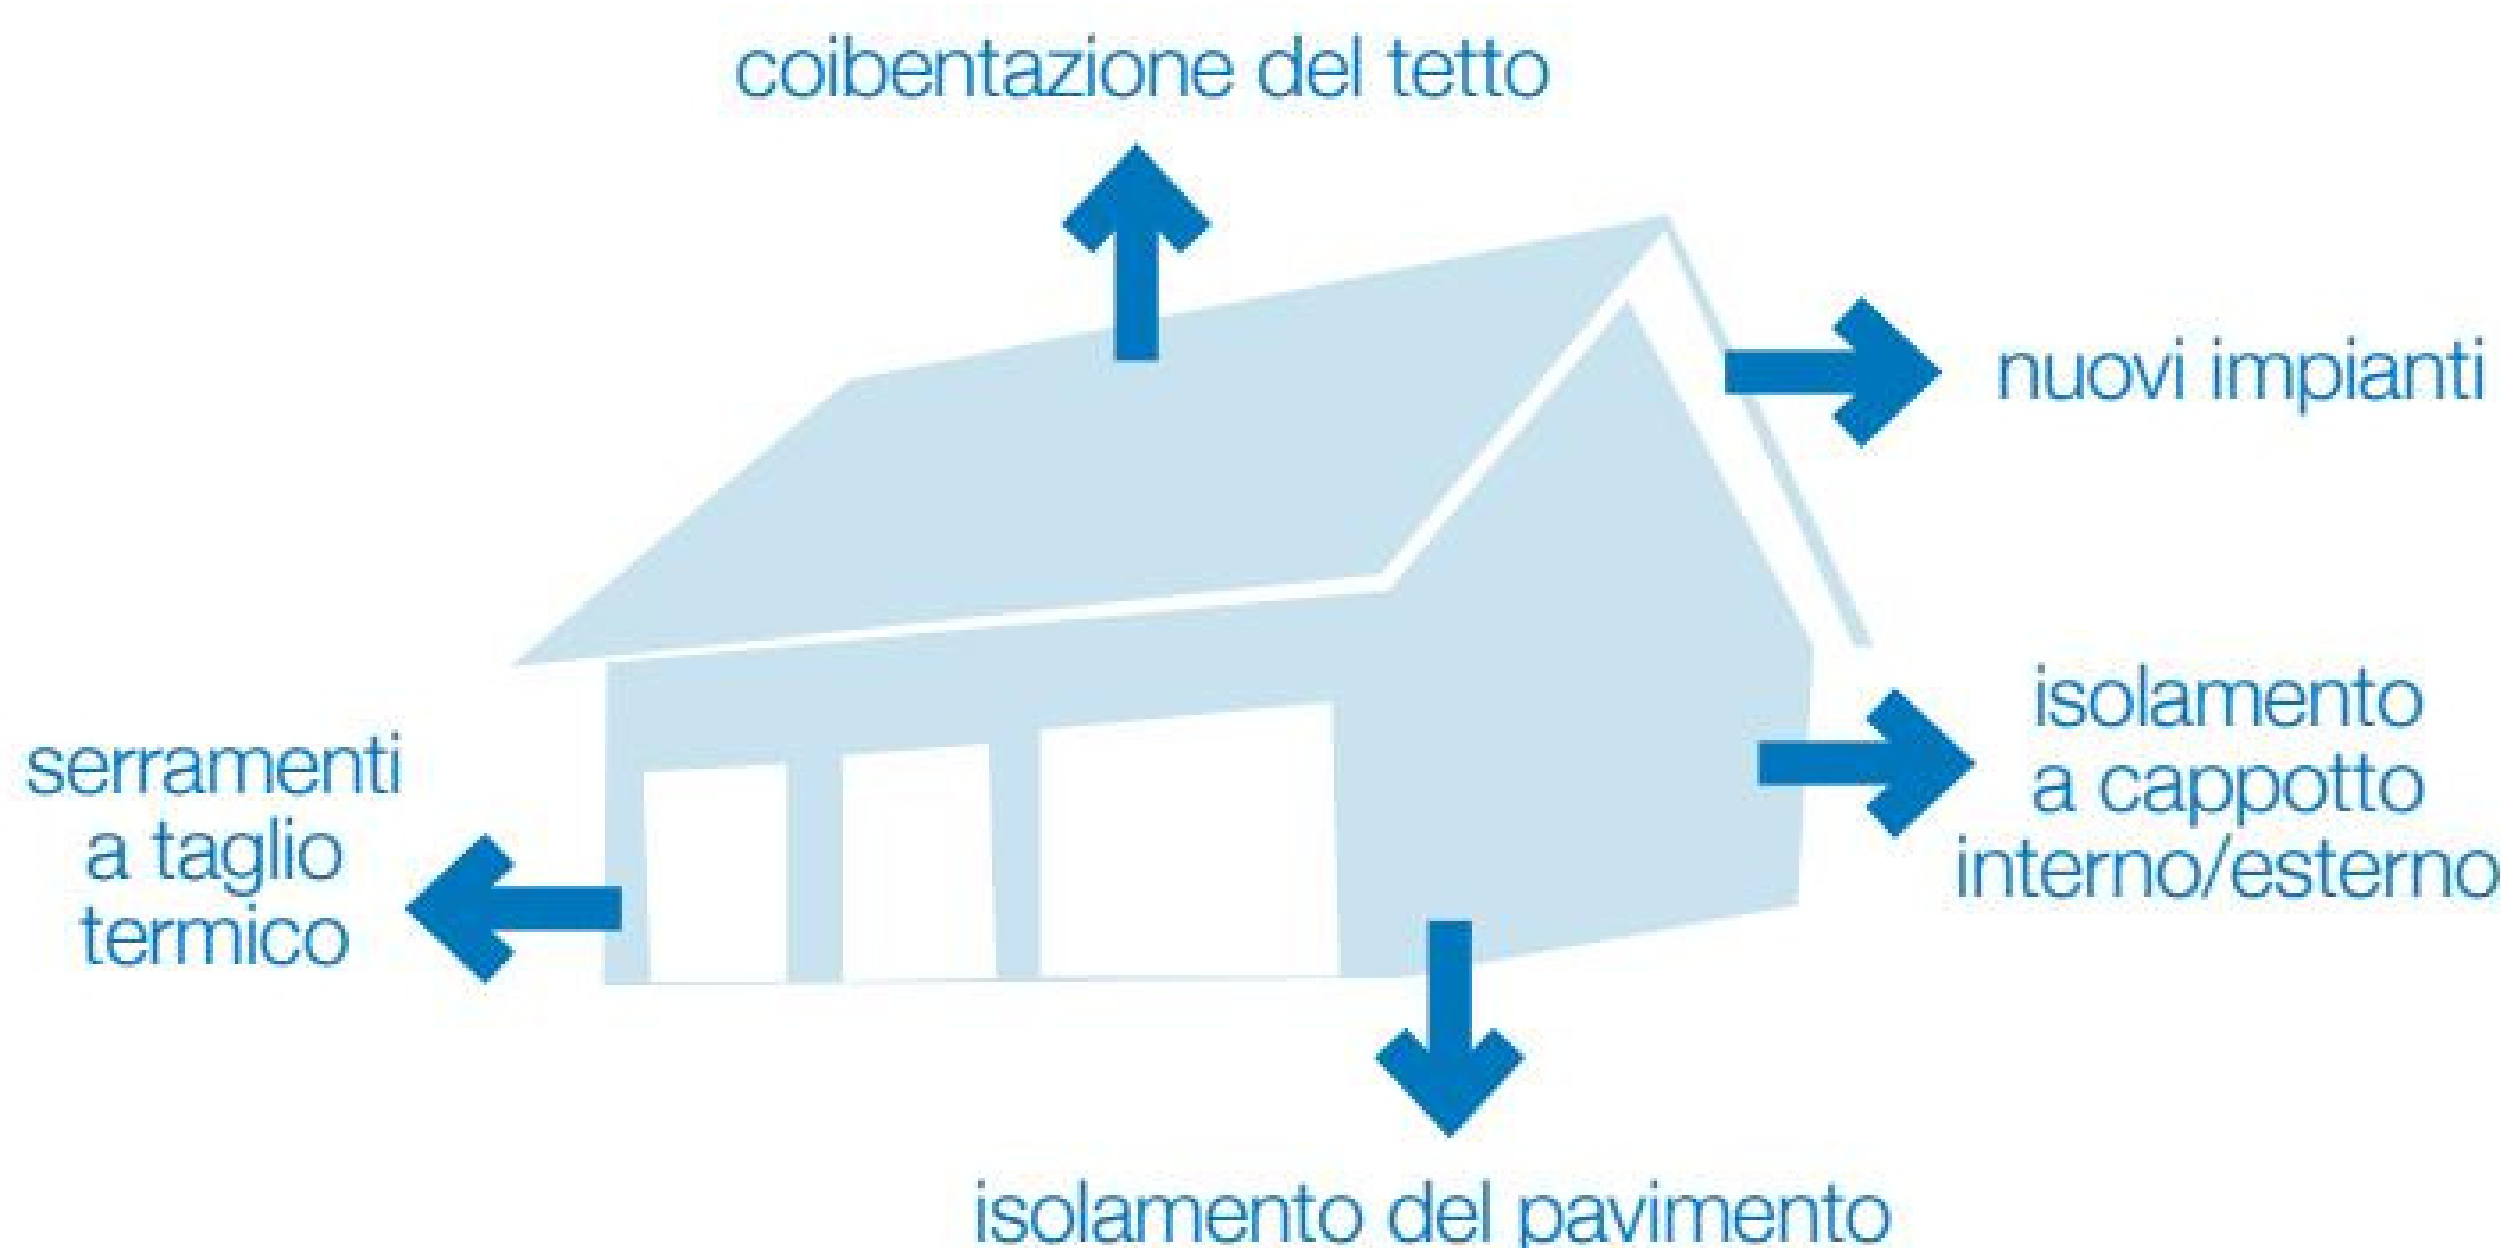 coibentazione del tetto
nuovi impianti
isolamento
a cappotto
interno/esterno
serramenti
a taglio
termico
isolamento del pavimento